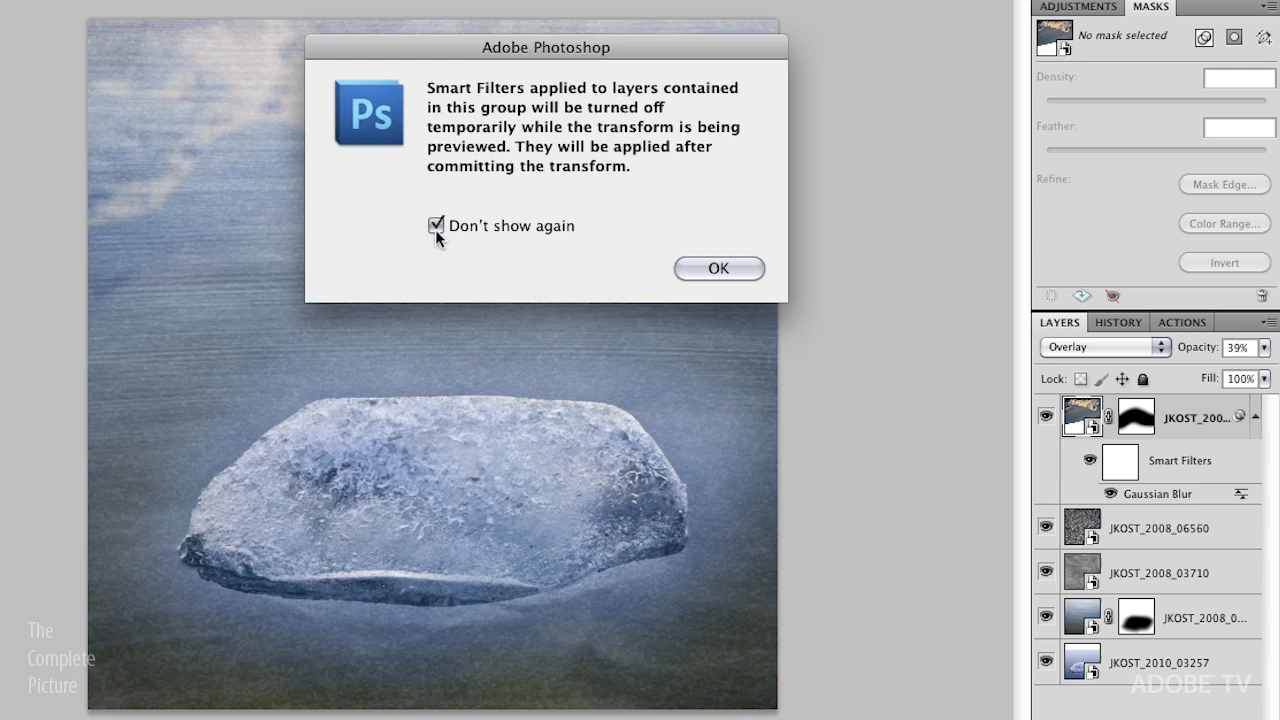 Adobe Photoshop
Ps
Smart Filters applied to layers contained
in this group will be turned off
temporarily while the transform is being
previewed. They will be applied after
committing the transform.
Don't show again
OK
The
Complete
Picture
ADJUSTMENTS MASKS
No mask selected
Density:
Feather:
Refine:
Mask Edge...
Color Range...
Invert
LAYERS HISTORY ACTIONS
Overlay Opacity: 39%
Lock: Fill: 100%
JKOST_200...
Smart Filters
Gaussian Blur
JKOST_2008_06560
JKOST_2008_03710
JKOST_2008_0...
JKOST_2010_03257
ADOBE TV